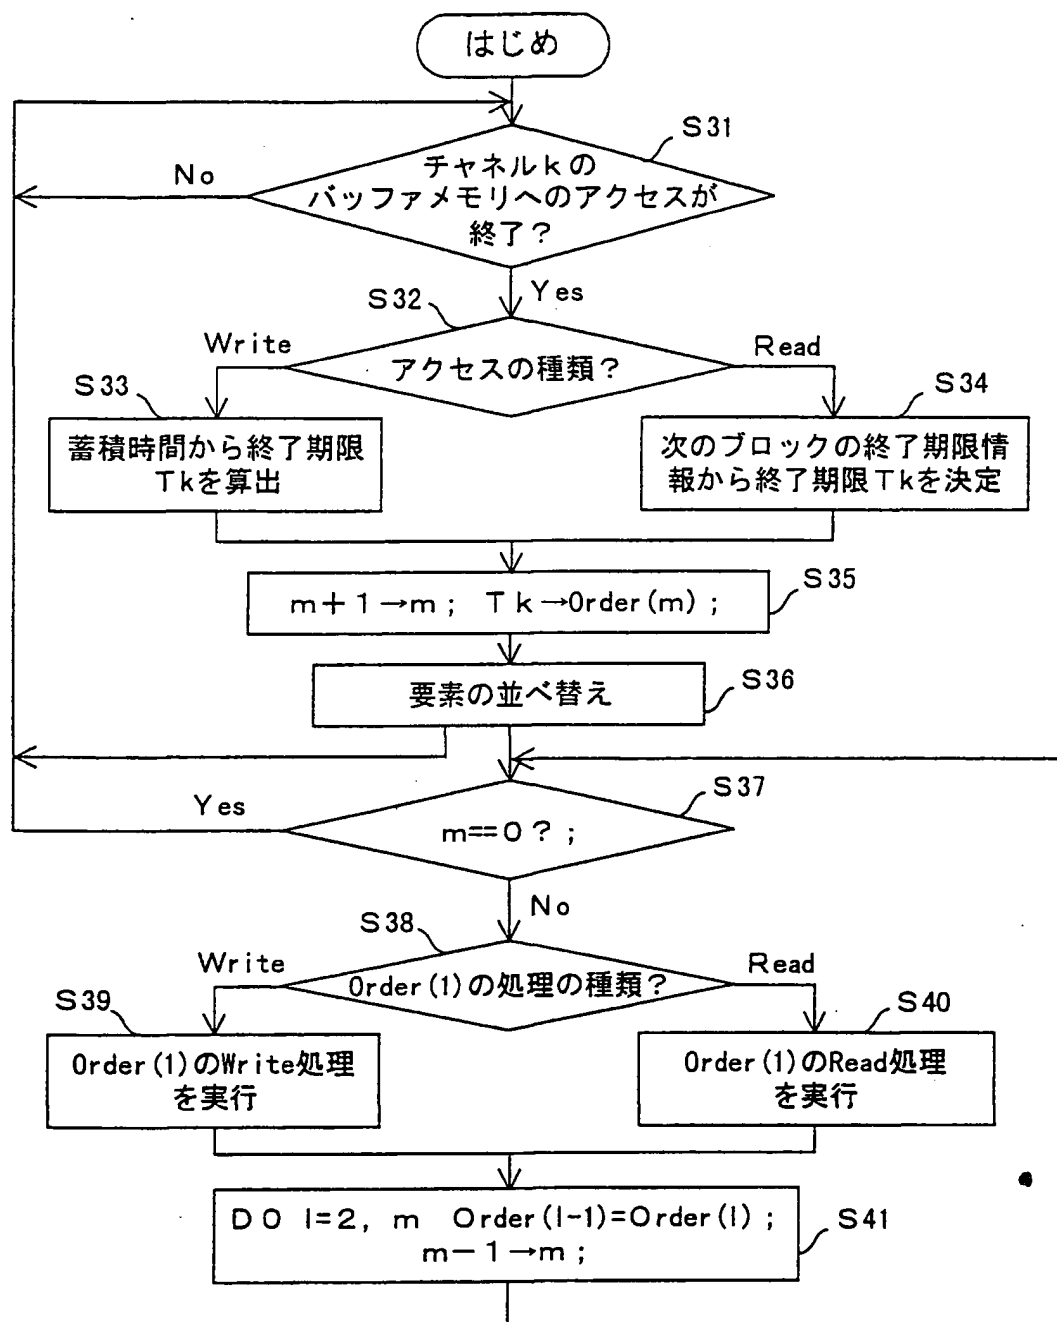 はじめ
S31
チャネルkの
バッファメモリへのアクセスが
終了?
No
Yes
S32
アクセスの種類?
Write
Read
S33
蓄積時間から終了期限
Tkを算出
S34
次のブロックの終了期限情
報から終了期限Tkを決定
S35
m+1→m; Tk→Order(m);
S36
要素の並べ替え
S37
m==0?;
Yes
No
S38
Order(1)の処理の種類?
Write
Read
S39
Order(1)のWrite処理
を実行
S40
Order(1)のRead処理
を実行
S41
DO l=2, m Order(l-1)=Order(l);
m-1→m;